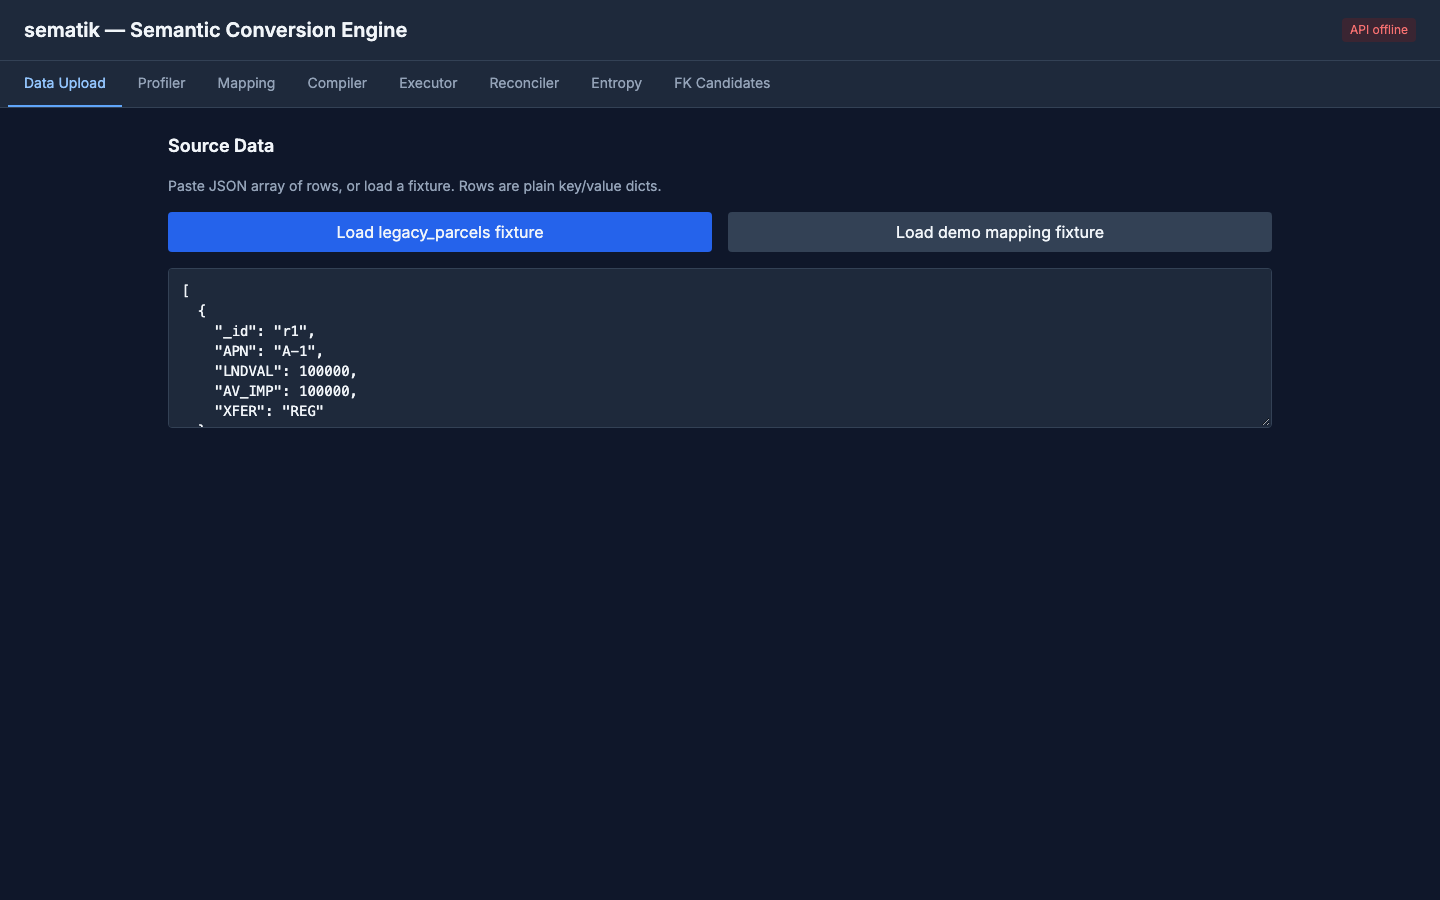 sematik — Semantic Conversion Engine
API offline
Data Upload Profiler Mapping Compiler Executor Reconciler Entropy FK Candidates
Source Data
Paste JSON array of rows, or load a fixture. Rows are plain key/value dicts.
Load legacy_parcels fixture
Load demo mapping fixture
[
{
"_id": "r1",
"APN": "A-1",
"LNDVAL": 100000,
"AV_IMP": 100000,
"XFER": "REG"